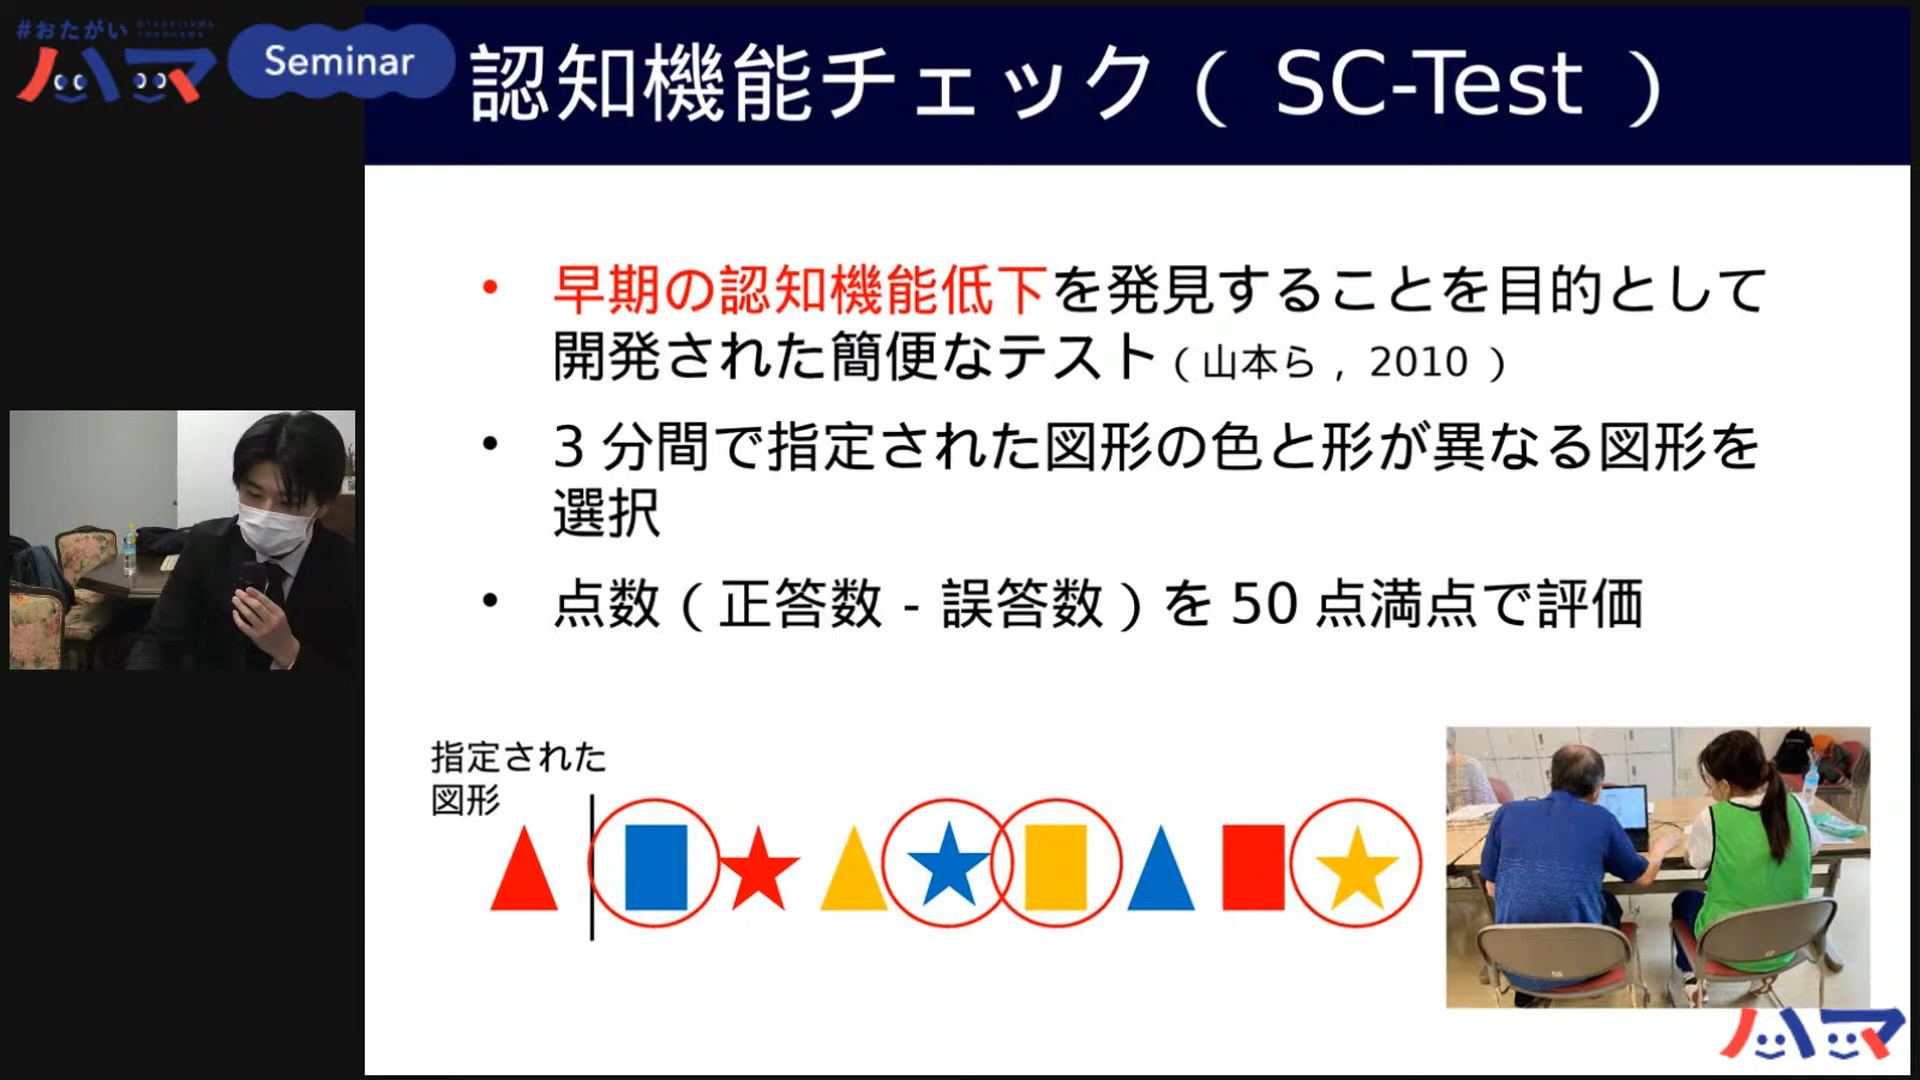 #おたがい
OTAGAISAMA
YOKOHAMA
ハマ
Seminar
認知機能チェック（ SC-Test ）
• 早期の認知機能低下を発見することを目的として
開発された簡便なテスト（山本ら , 2010 ）
• 3 分間で指定された図形の色と形が異なる図形を
選択
• 点数（正答数 - 誤答数）を 50 点満点で評価
指定された
図形
ハマ